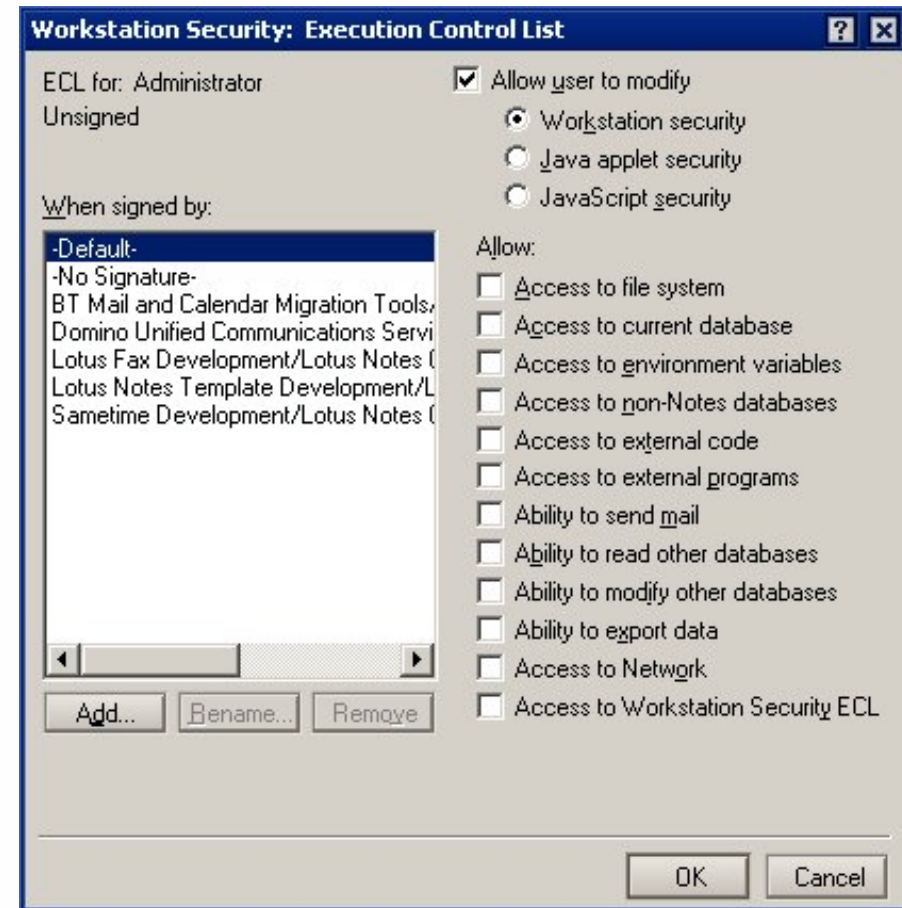 Workstation Security: Execution Control List
ECL for: Administrator
Unsigned
Allow user to modify
Workstation security
Java applet security
JavaScript security
When signed by:
-Default-
-No Signature-
BT Mail and Calendar Migration Tools/
Domino Unified Communications Servi
Lotus Fax Development/Lotus Notes (
Lotus Notes Template Development/L
Sametime Development/Lotus Notes (
Add...
Rename...
Remove
Allow:
Access to file system
Access to current database
Access to environment variables
Access to non-Notes databases
Access to external code
Access to external programs
Ability to send mail
Ability to read other databases
Ability to modify other databases
Ability to export data
Access to Network
Access to Workstation Security ECL
OK
Cancel